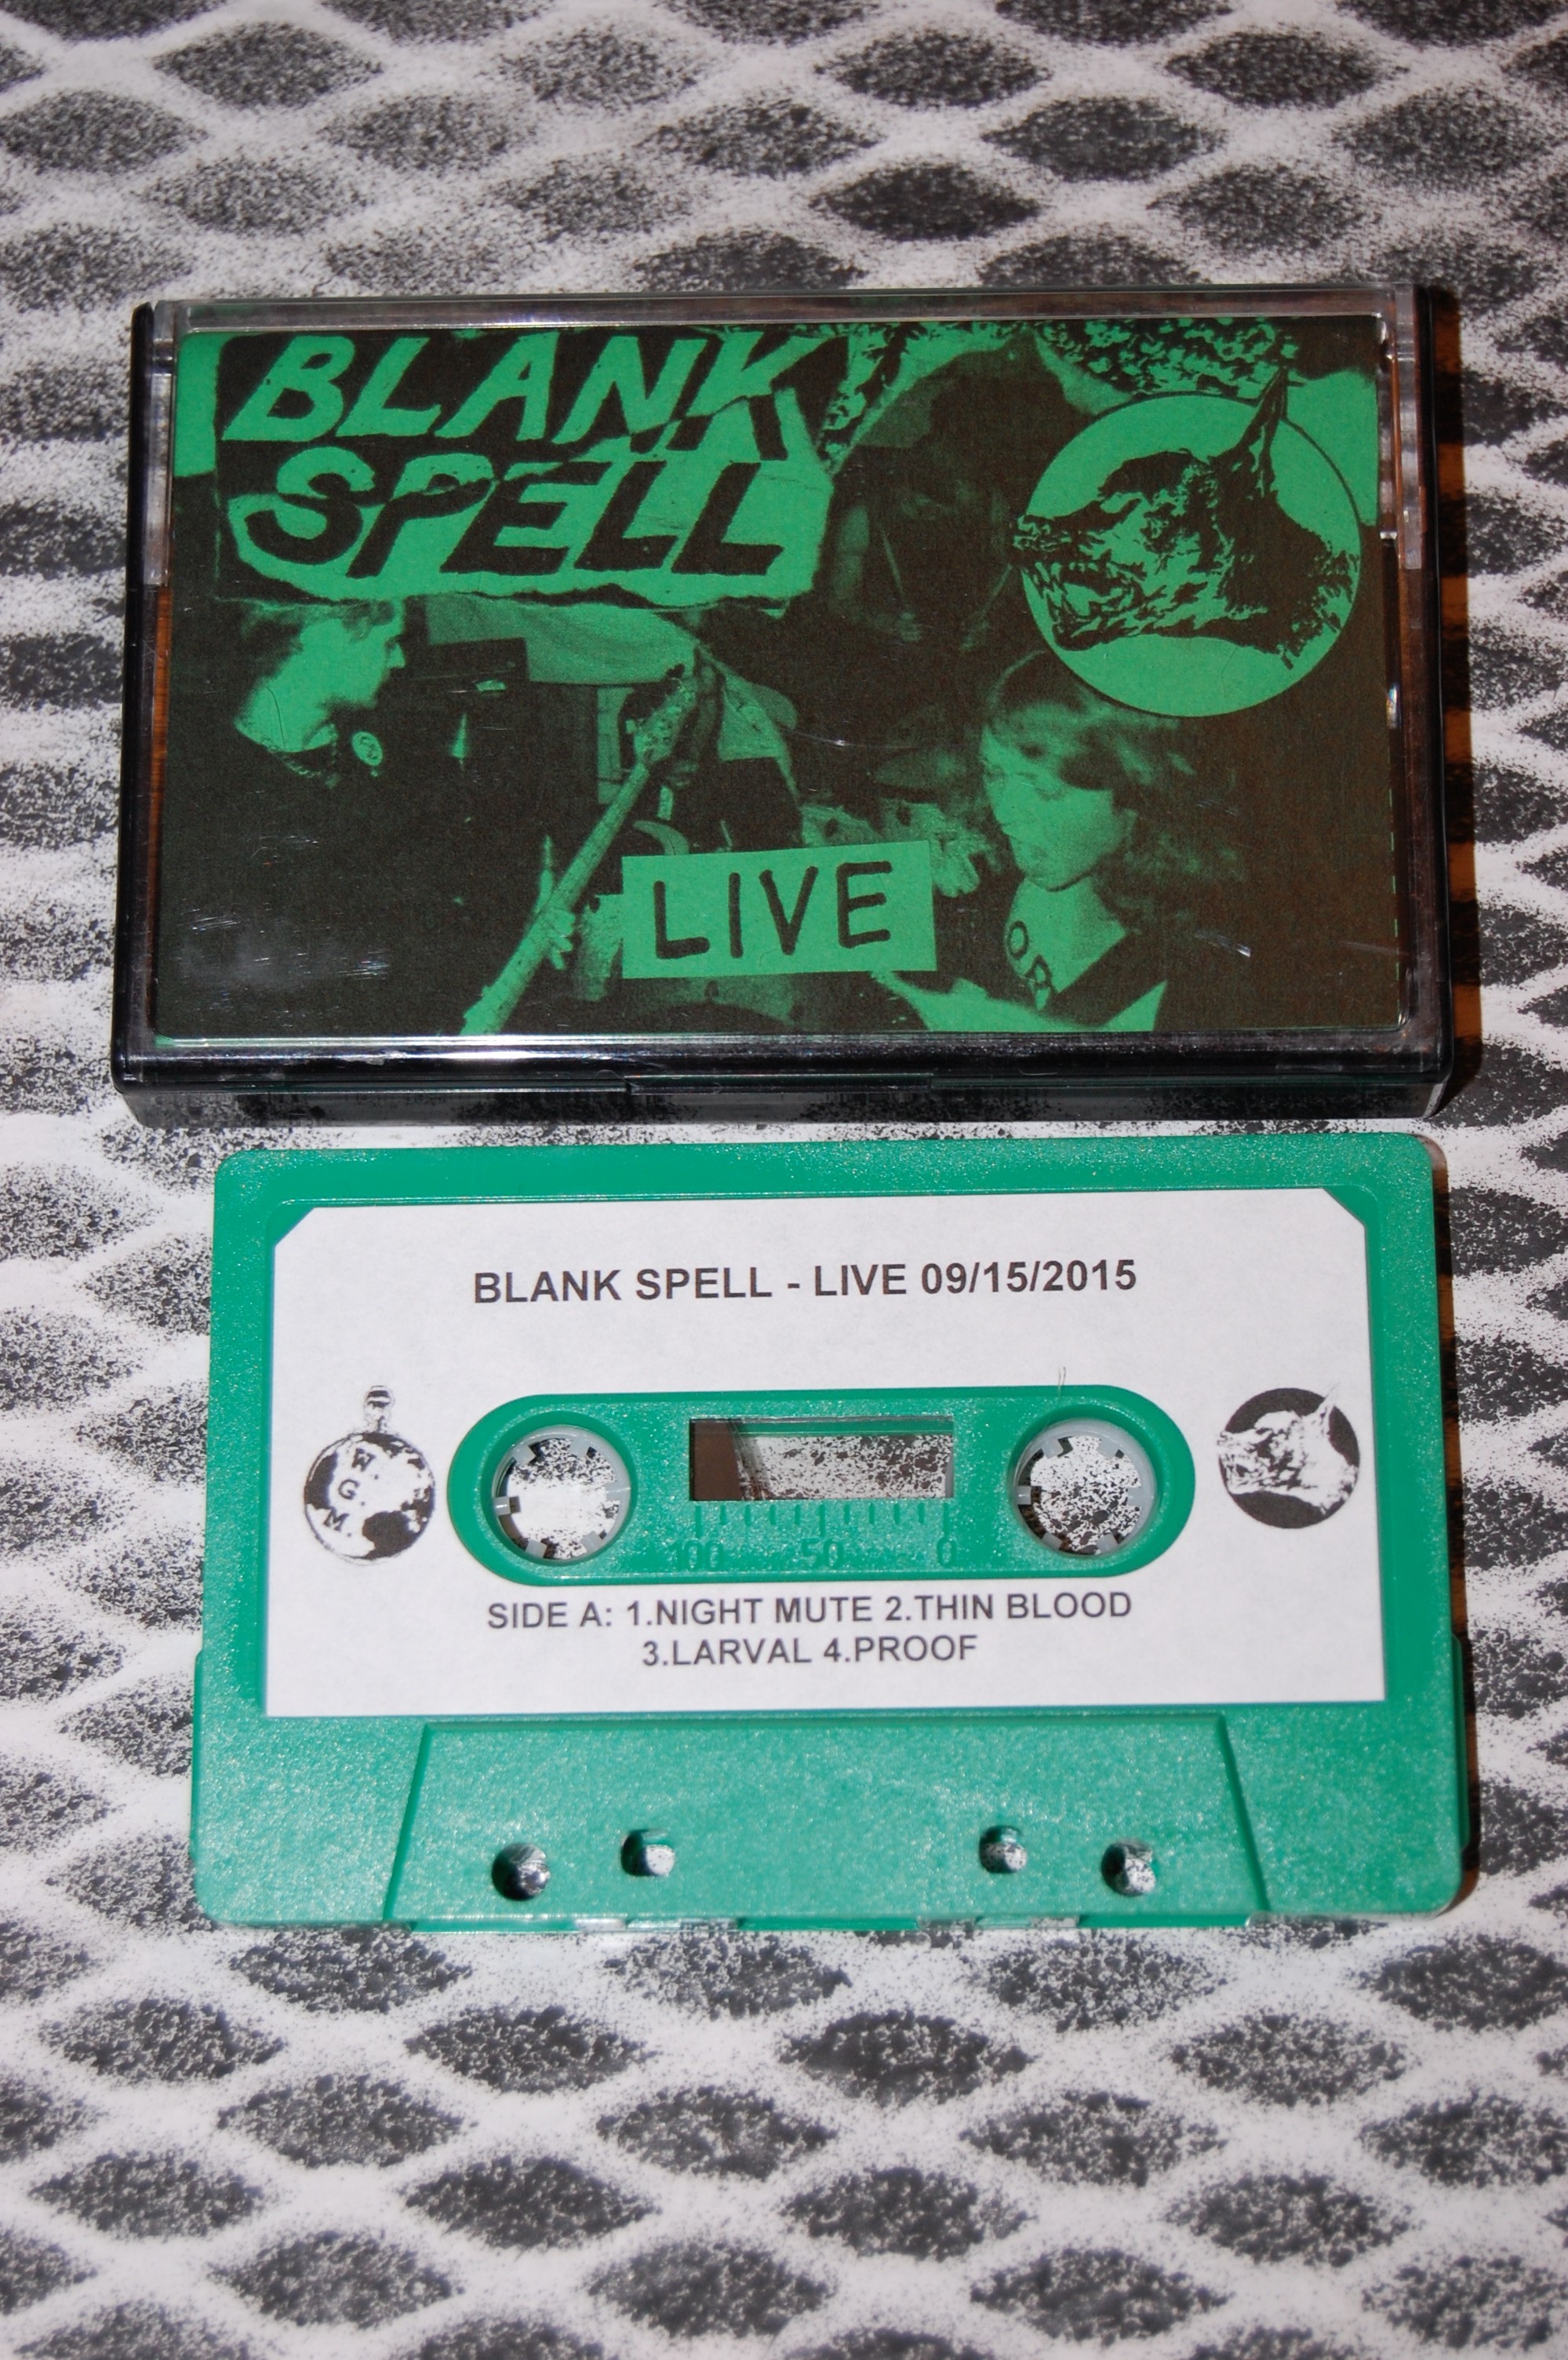 BLANK
SPELL
LIVE
BLANK SPELL - LIVE 09/15/2015
W.
G.
M.
100 50 0
SIDE A: 1.NIGHT MUTE 2.THIN BLOOD
3.LARVAL 4.PROOF